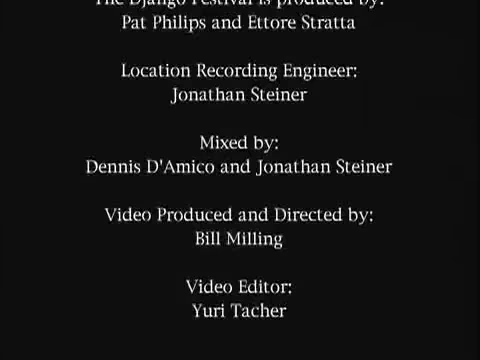 The Django Festival is produced by:
Pat Philips and Ettore Stratta
Location Recording Engineer:
Jonathan Steiner
Mixed by:
Dennis D'Amico and Jonathan Steiner
Video Produced and Directed by:
Bill Milling
Video Editor:
Yuri Tacher